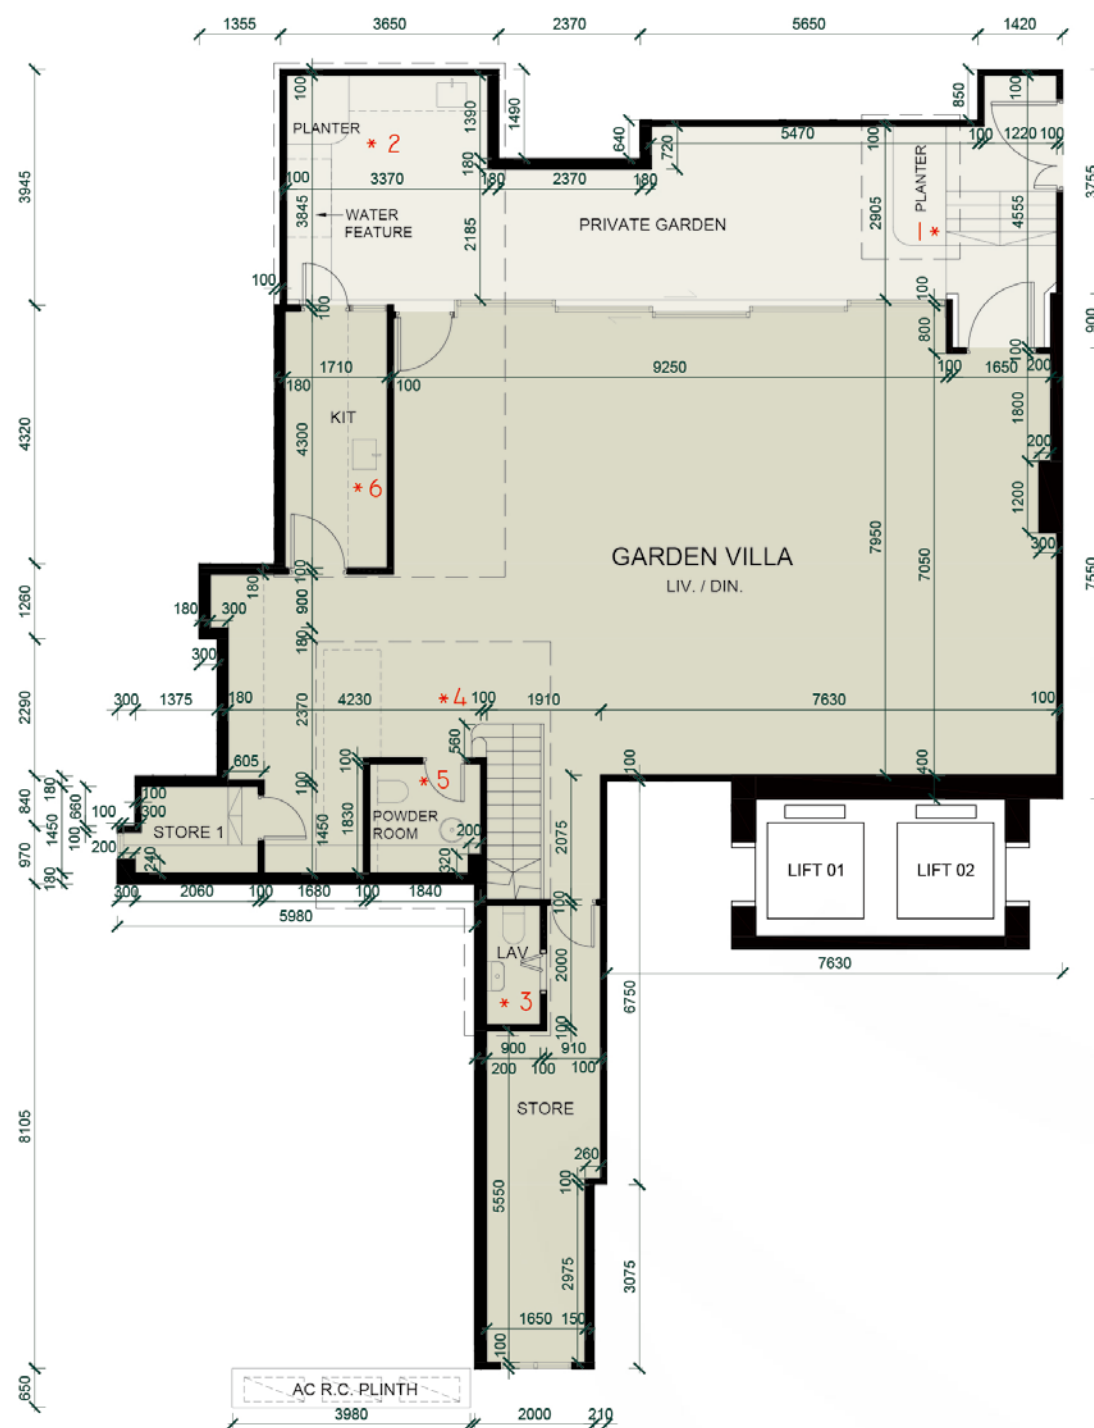 1355 3650 2370 5650 1420
100 1390 1490 850 100
PLANTER * 2 640 720 5470 100 100 1220 100
180
3945 100 3370 180 2370 180 3755
3845 WATER 2185 PRIVATE GARDEN 2905 PLANTER 1 * 4555
FEATURE
100 100 100 900
800
1710 9250 100 1650 100 200
180 100
KIT 1800
4320 4300 200
* 6 1200
GARDEN VILLA 7950 7050 300 7550
LIV. / DIN.
100
180 900
1260 180 300 180
300
300 1375 180 4230 * 4 100 1910 7630 100
2290 2370
560
605 100 100 * 5 100 400
840 180 660 100
100 300 STORE 1 1450 1830 POWDER 2075 LIFT 01 LIFT 02
1450 100 ROOM 200
970 200 240 320
180
300 2060 100 1680 100 1840 100
5980
LAV 2000 7630
* 3 6750
100
900 910
200 100 100
STORE
8105 260
5550 100
2975 3075
1650 150
100
650 AC R.C. PLINTH
3980 2000 210